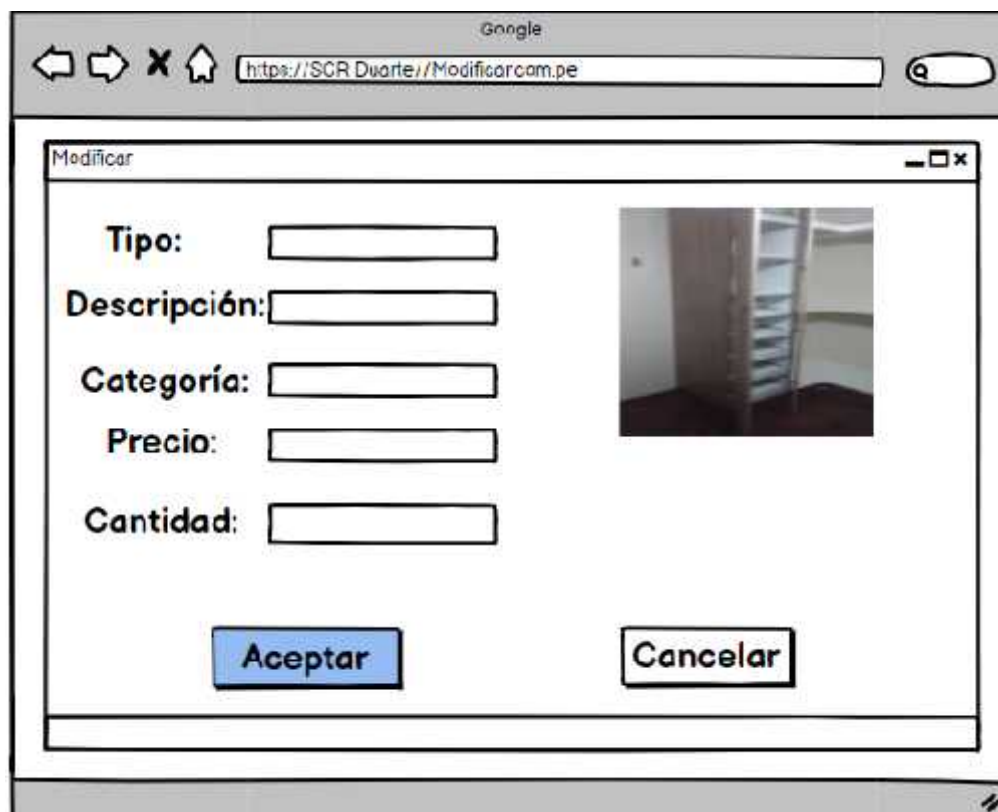 Google
https://SCR Duarte//Modificarcom.pe
Modificar
Tipo:
Descripción:
Categoría:
Precio:
Cantidad:
Aceptar
Cancelar